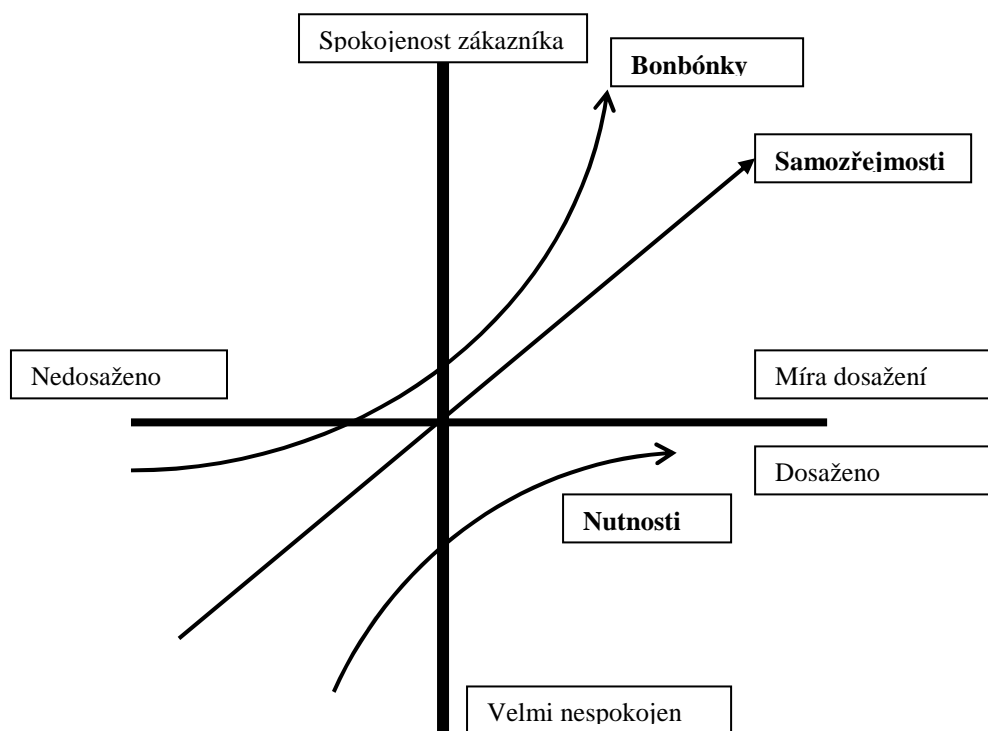 Spokojenost zákazníka
Bonbónky
Samozřejmosti
Nedosaženo
Míra dosažení
Dosaženo
Nutnosti
Velmi nespokojen